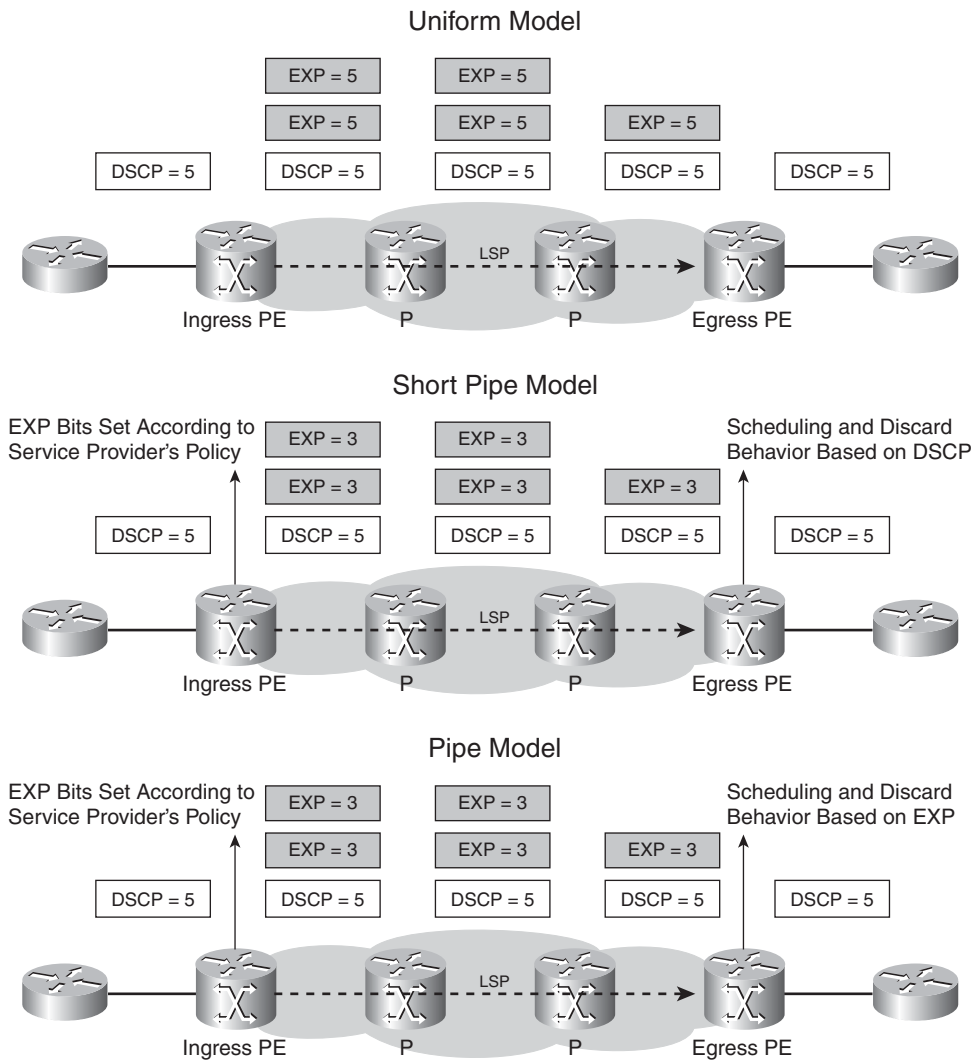 Uniform Model
EXP = 5 EXP = 5
EXP = 5 EXP = 5 EXP = 5
DSCP = 5 DSCP = 5 DSCP = 5 DSCP = 5 DSCP = 5
LSP
Ingress PE P P Egress PE
Short Pipe Model
EXP Bits Set According to
Service Provider's Policy
EXP = 3 EXP = 3
Scheduling and Discard
Behavior Based on DSCP
EXP = 3 EXP = 3 EXP = 3
DSCP = 5 DSCP = 5 DSCP = 5 DSCP = 5 DSCP = 5
LSP
Ingress PE P P Egress PE
Pipe Model
EXP Bits Set According to
Service Provider's Policy
EXP = 3 EXP = 3
Scheduling and Discard
Behavior Based on EXP
EXP = 3 EXP = 3 EXP = 3
DSCP = 5 DSCP = 5 DSCP = 5 DSCP = 5 DSCP = 5
LSP
Ingress PE P P Egress PE